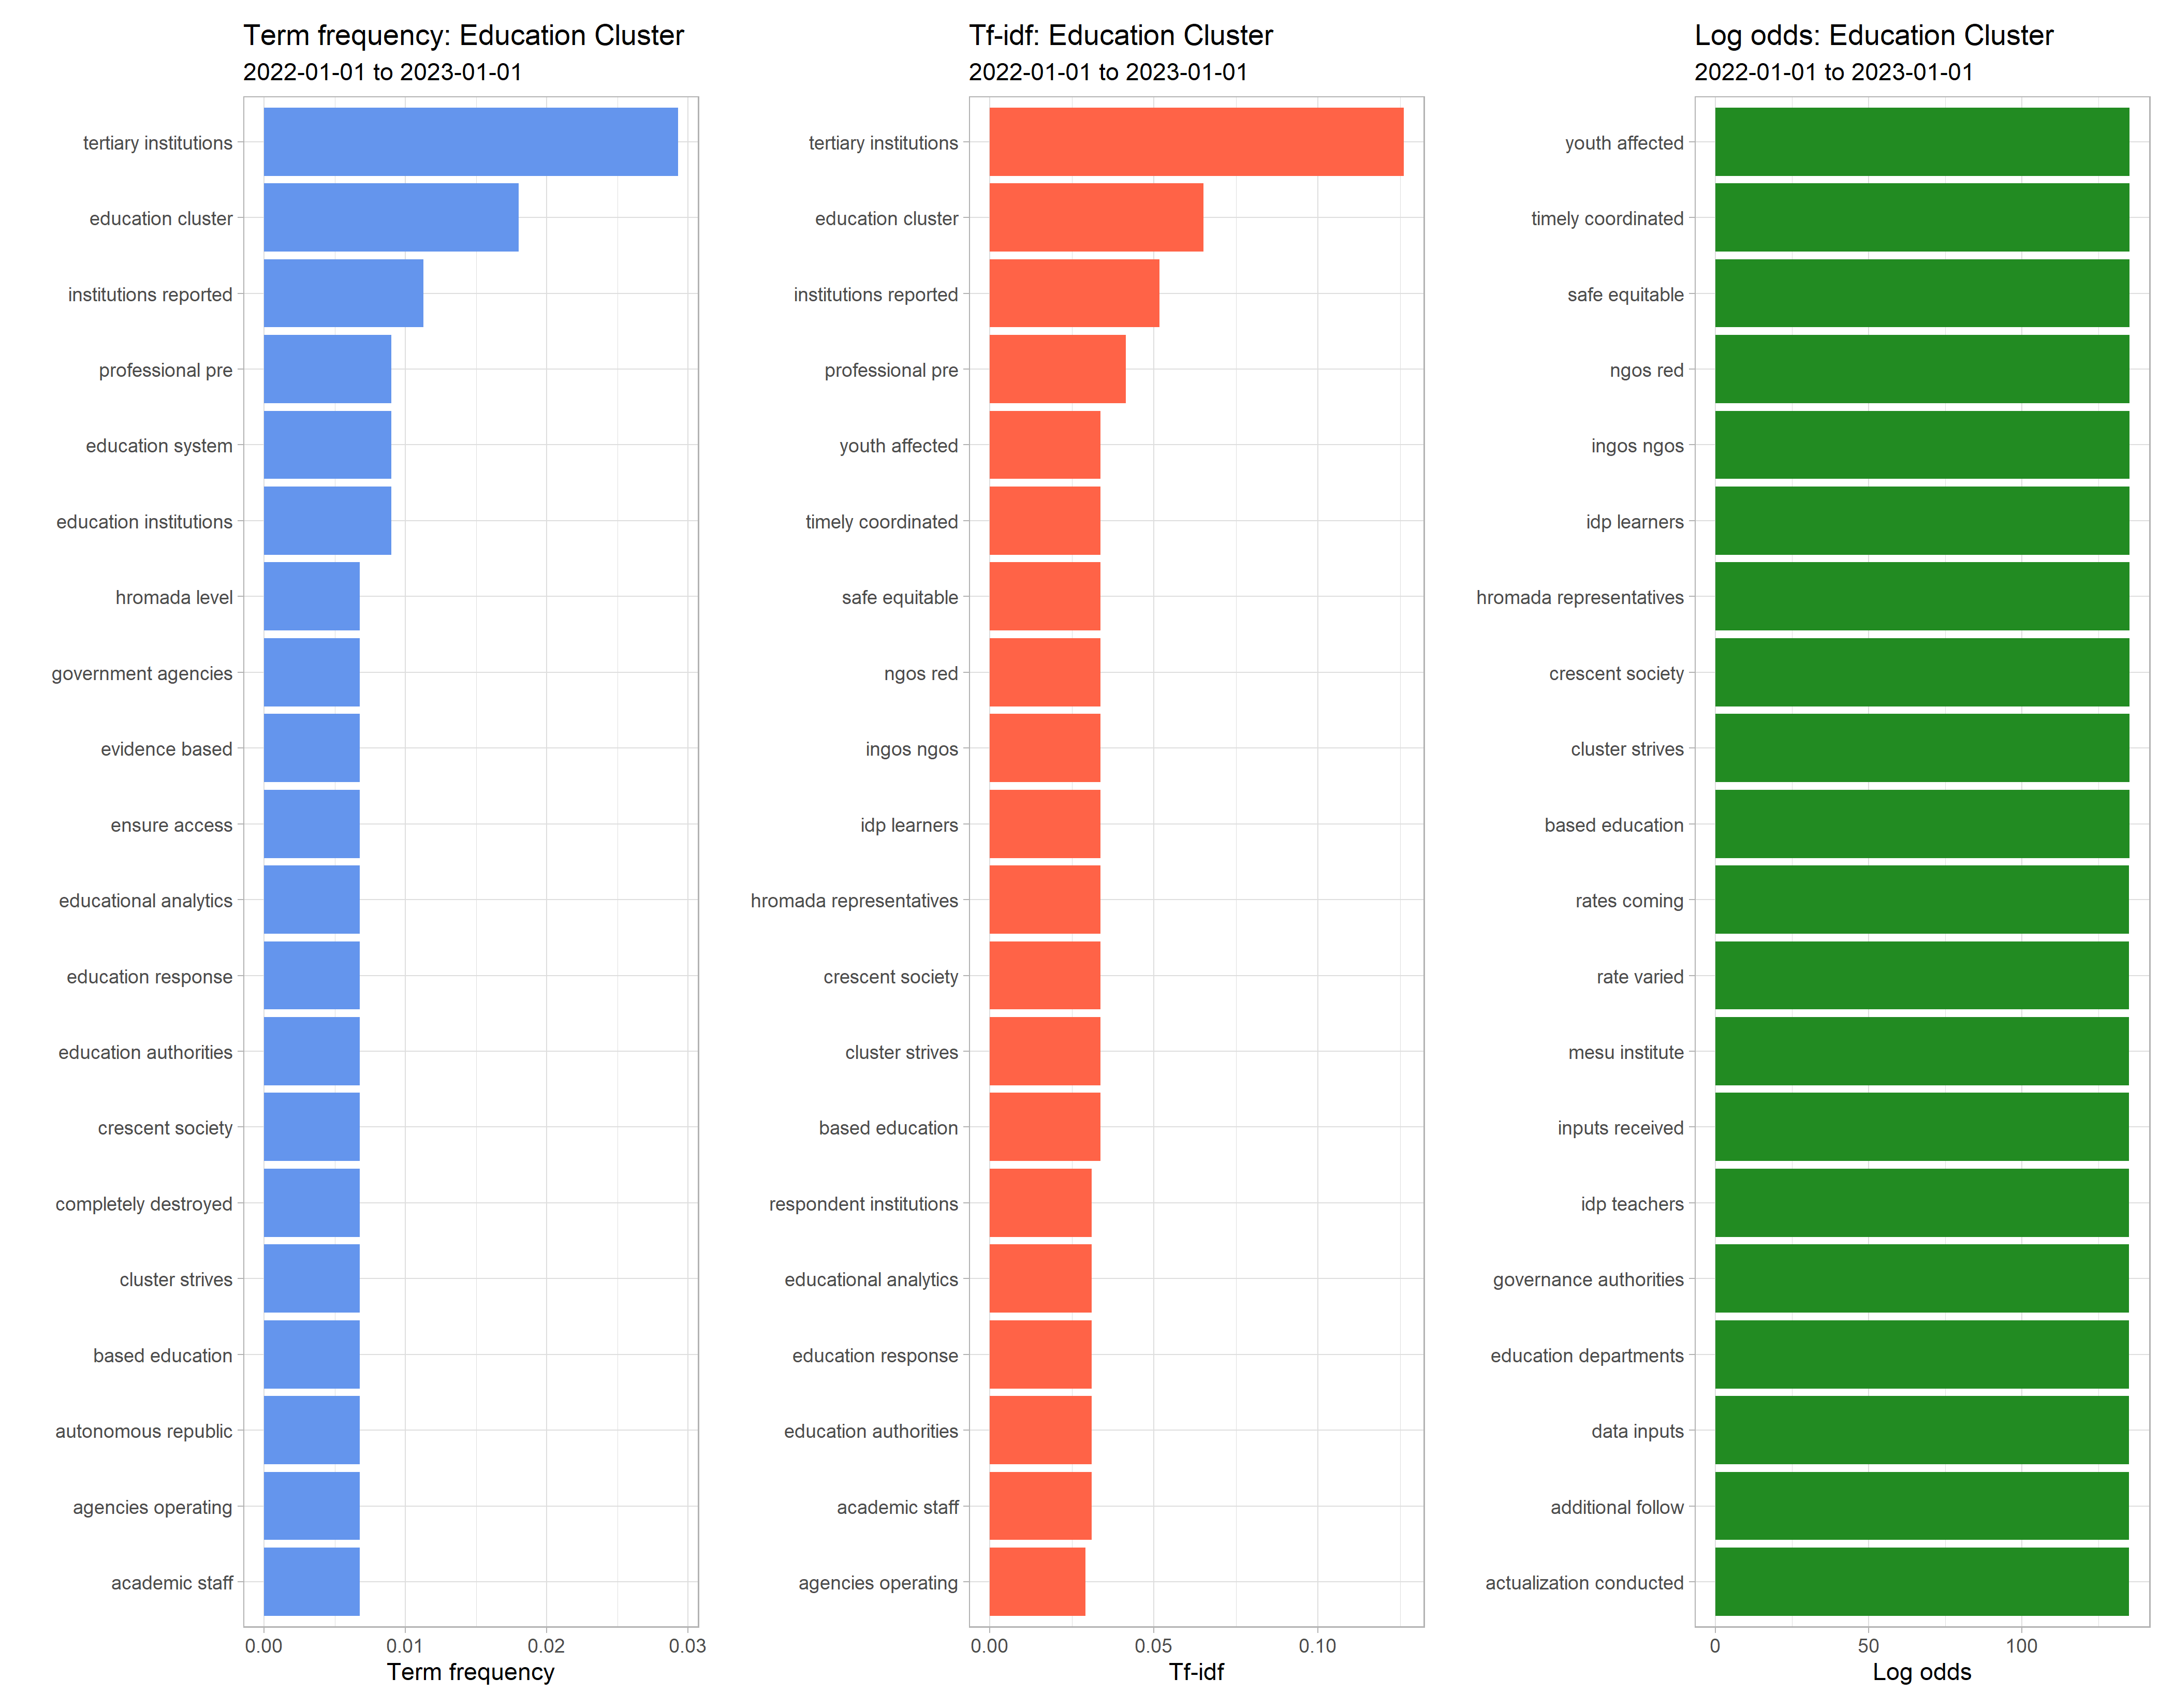 Term frequency: Education Cluster
2022-01-01 to 2023-01-01
tertiary institutions
education cluster
institutions reported
professional pre
education system
education institutions
hromada level
government agencies
evidence based
ensure access
educational analytics
education response
education authorities
crescent society
completely destroyed
cluster strives
based education
autonomous republic
agencies operating
academic staff
0.00 0.01 0.02 0.03
Term frequency
Tf-idf: Education Cluster
2022-01-01 to 2023-01-01
tertiary institutions
education cluster
institutions reported
professional pre
youth affected
timely coordinated
safe equitable
ngos red
ingos ngos
idp learners
hromada representatives
crescent society
cluster strives
based education
respondent institutions
educational analytics
education response
education authorities
academic staff
agencies operating
0.00 0.05 0.10
Tf-idf
Log odds: Education Cluster
2022-01-01 to 2023-01-01
youth affected
timely coordinated
safe equitable
ngos red
ingos ngos
idp learners
hromada representatives
crescent society
cluster strives
based education
rates coming
rate varied
mesu institute
inputs received
idp teachers
governance authorities
education departments
data inputs
additional follow
actualization conducted
0 50 100
Log odds